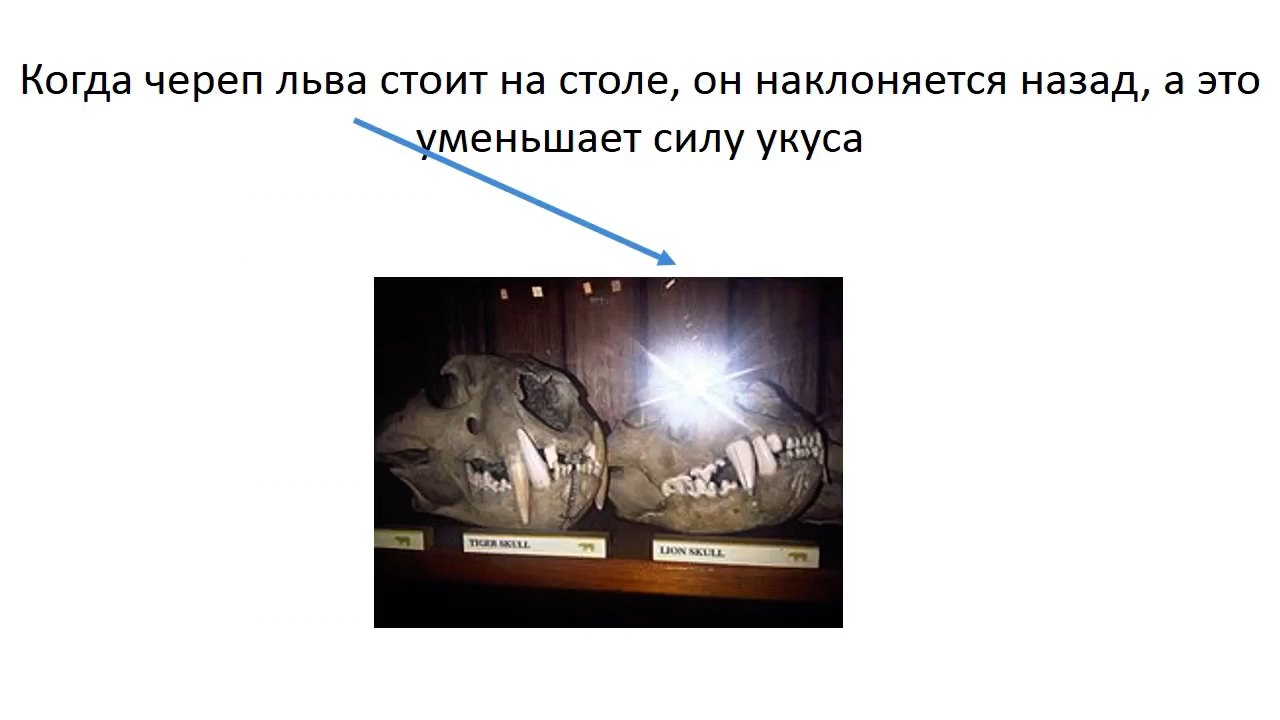 Когда череп льва стоит на столе, он наклоняется назад, а это
уменьшает силу укуса
TIGER SKULL
LION SKULL